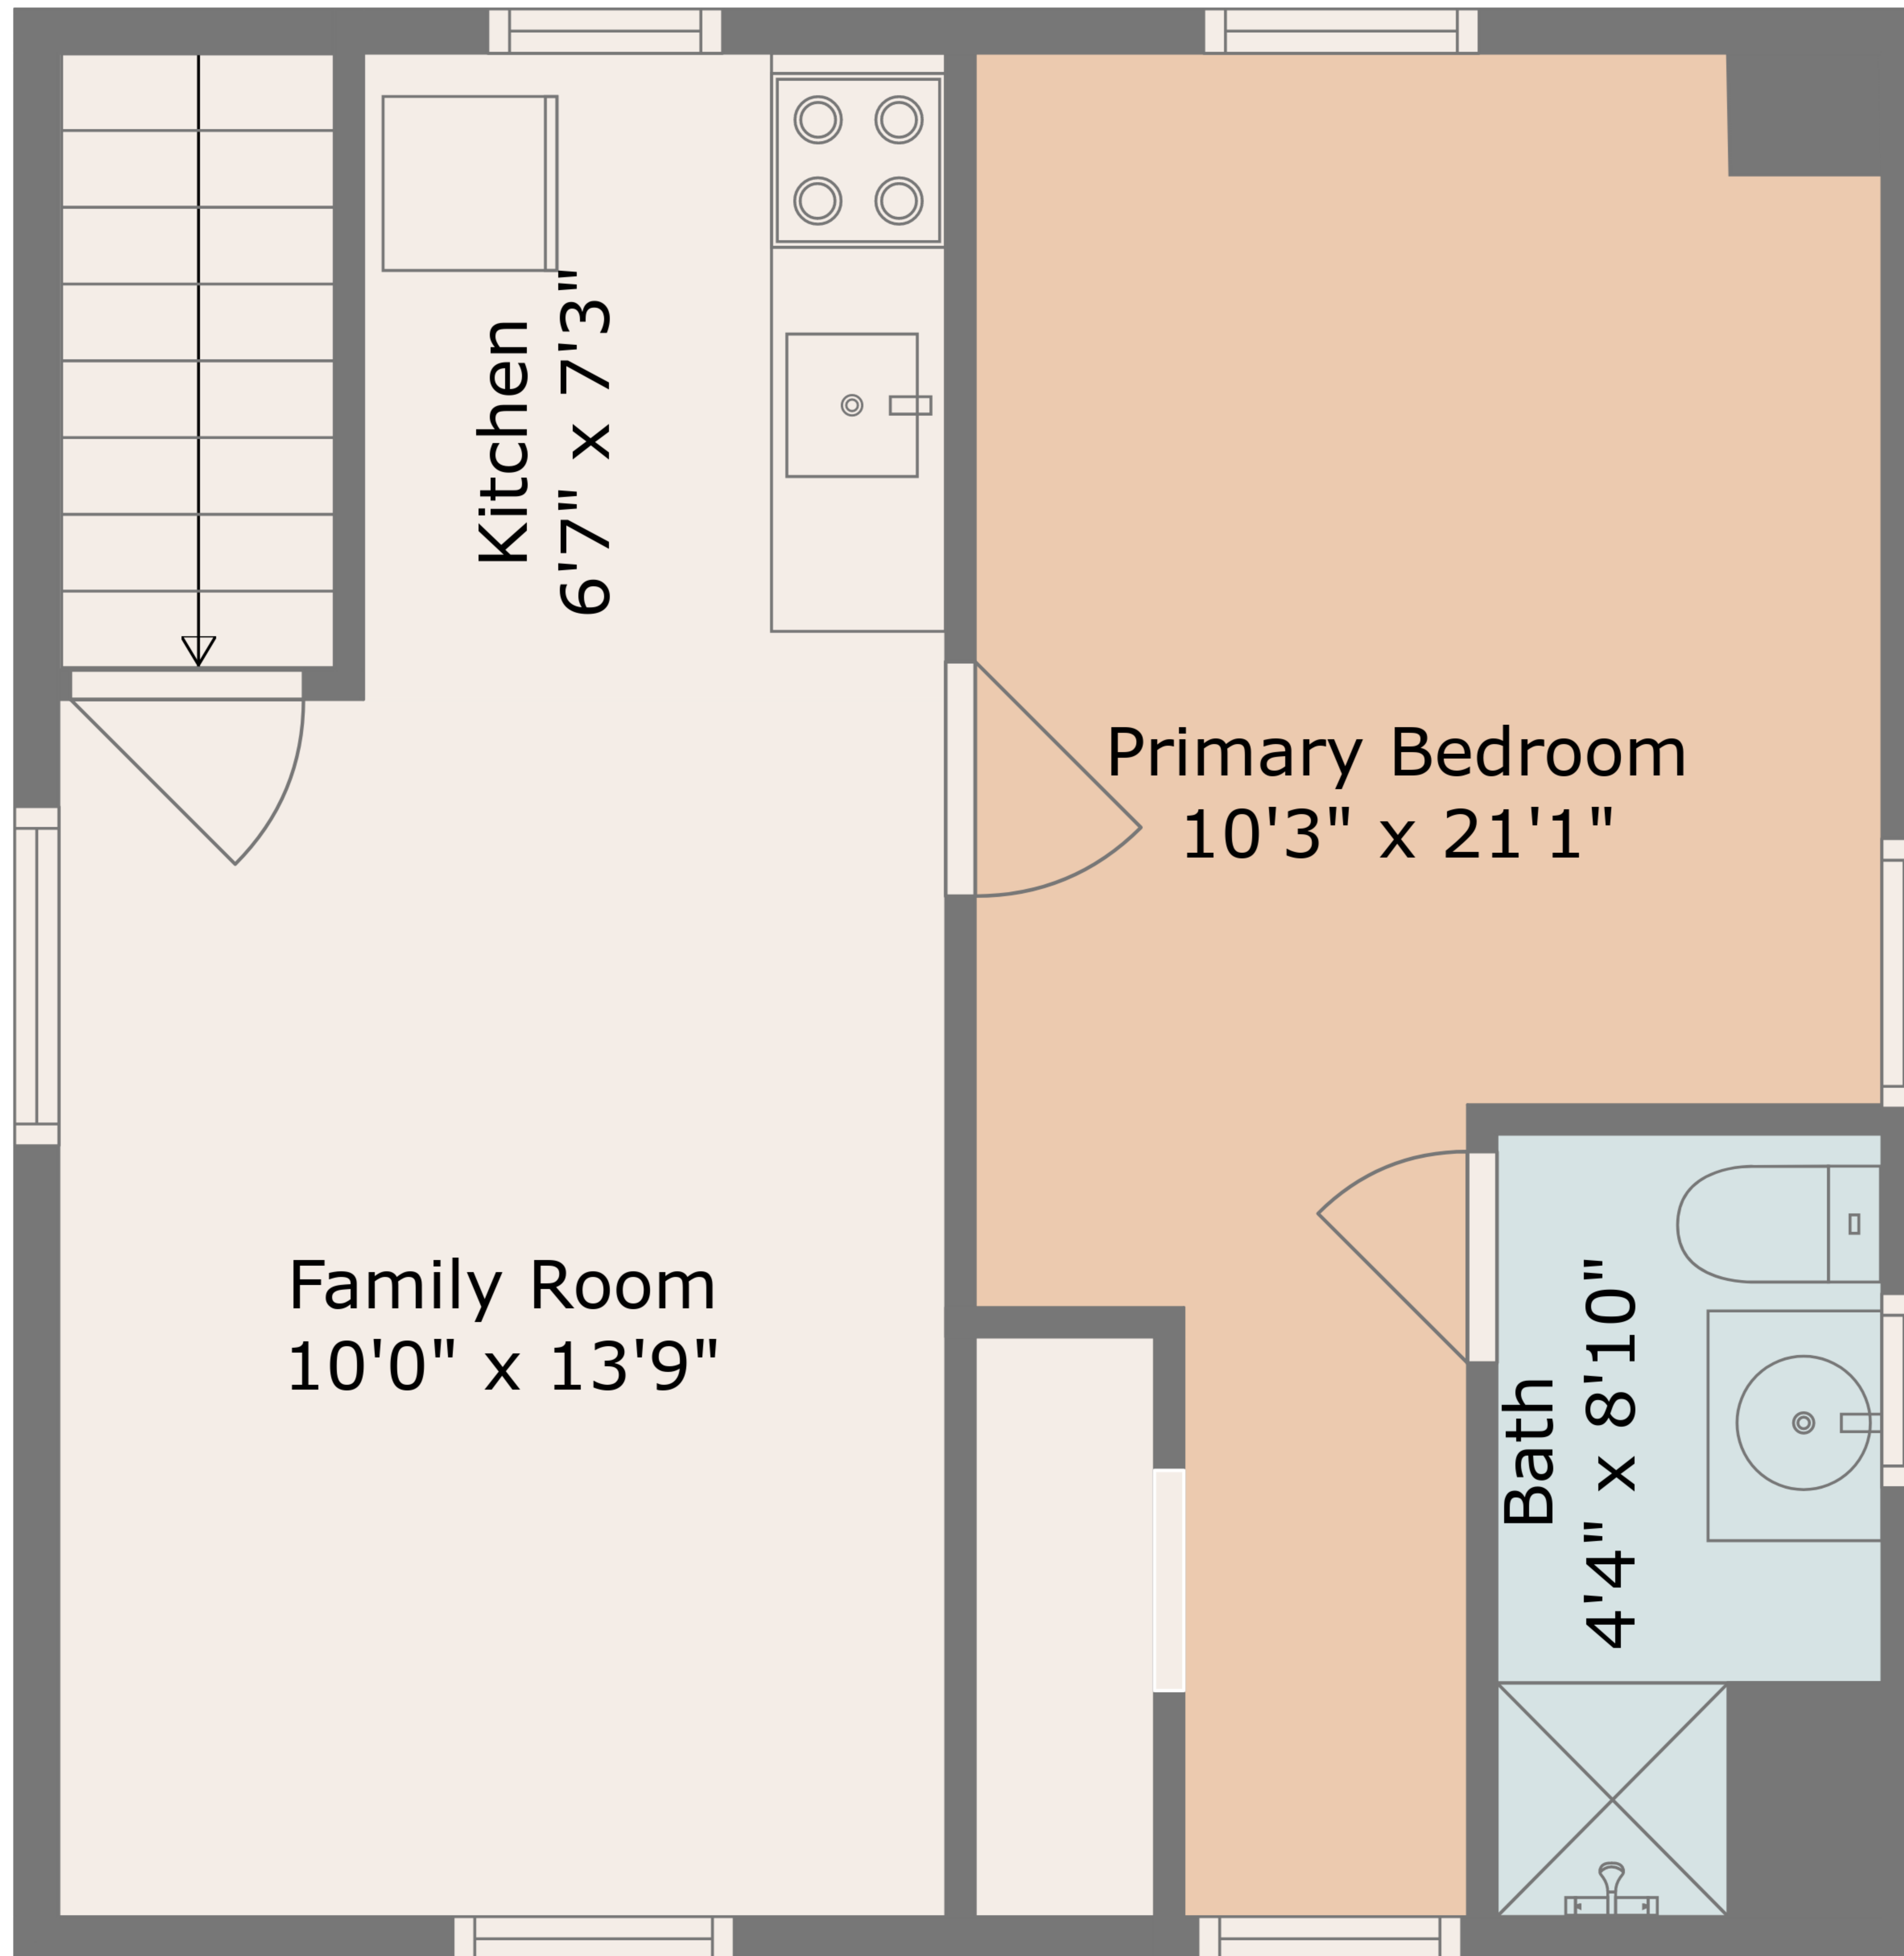 Kitchen
6'7" x 7'3"
Primary Bedroom
10'3" x 21'1"
Family Room
10'0" x 13'9"
Bath
4'4" x 8'10"